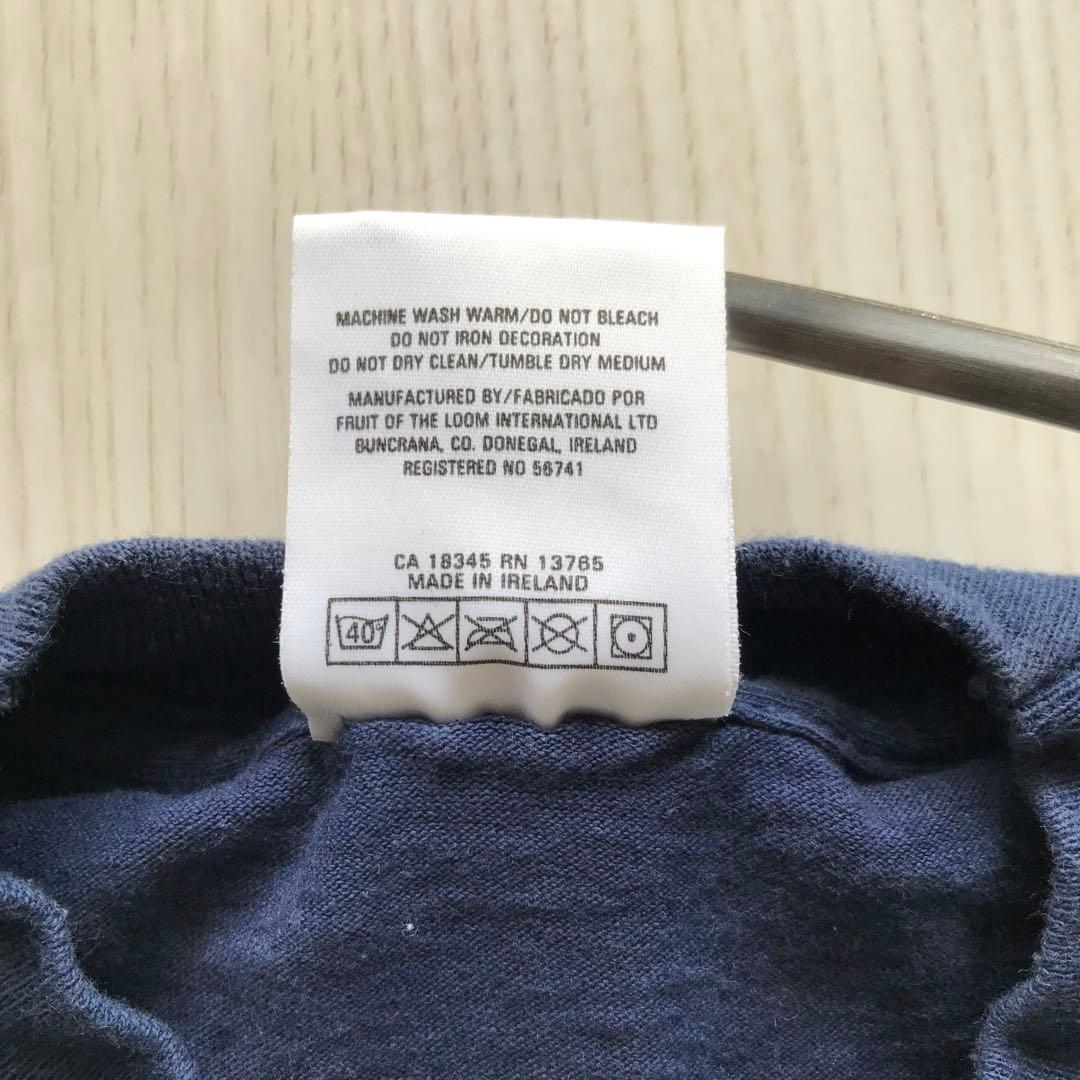 MACHINE WASH WARM/DO NOT BLEACH
DO NOT IRON DECORATION
DO NOT DRY CLEAN/TUMBLE DRY MEDIUM
MANUFACTURED BY/FABRICADO POR
FRUIT OF THE LOOM INTERNATIONAL LTD
BUNCRANA, CO. DONEGAL, IRELAND
REGISTERED NO 56741
CA 18345 RN 13765
MADE IN IRELAND
40°